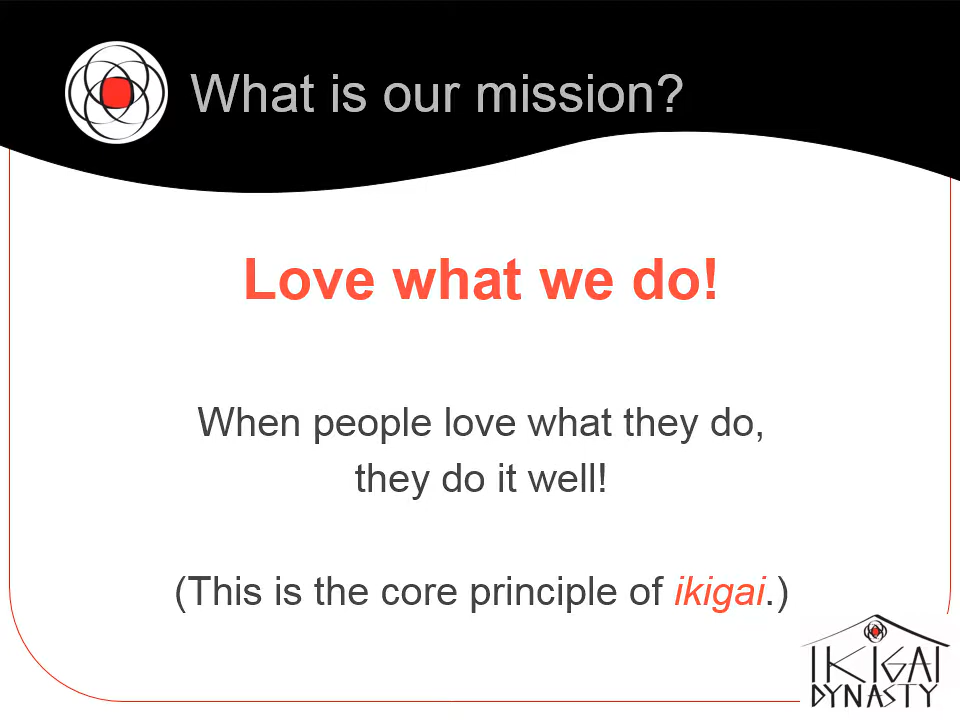 What is our mission?
Love what we do!
When people love what they do,
they do it well!
(This is the core principle of ikigai.)
IKIGAI
DYNASTY